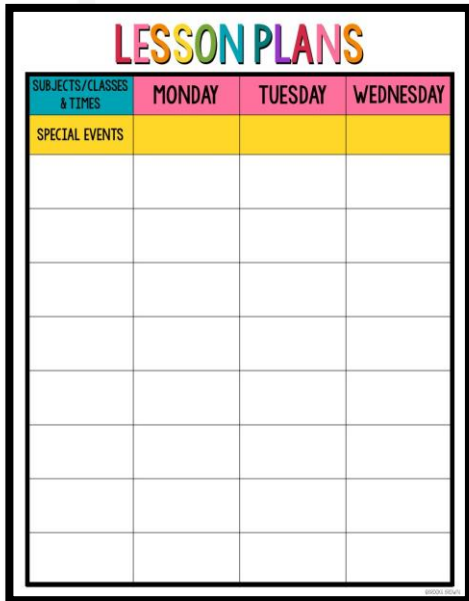 LESSON PLANS
SUBJECTS/CLASSES
& TIMES
MONDAY
TUESDAY
WEDNESDAY
SPECIAL EVENTS